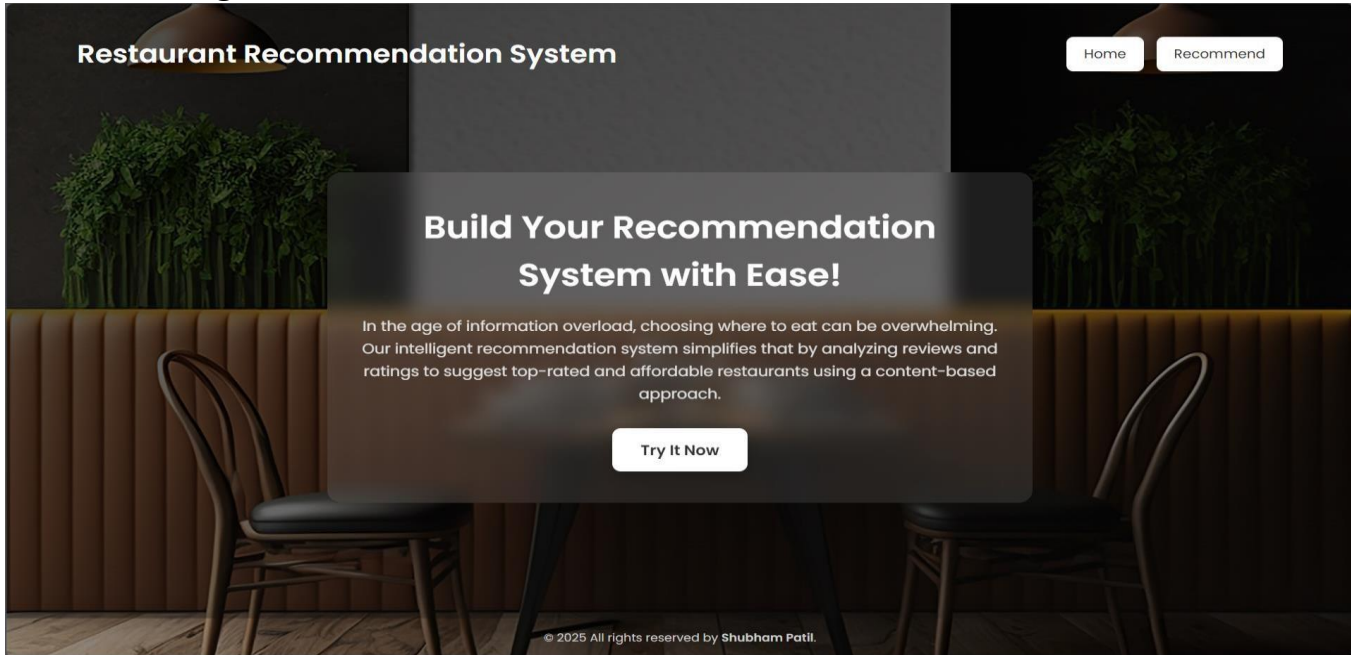 Restaurant Recommendation System
Home
Recommend
Build Your Recommendation
System with Ease!
In the age of information overload, choosing where to eat can be overwhelming.
Our intelligent recommendation system simplifies that by analyzing reviews and
ratings to suggest top-rated and affordable restaurants using a content-based
approach.
Try It Now
© 2025 All rights reserved by Shubham Patil.